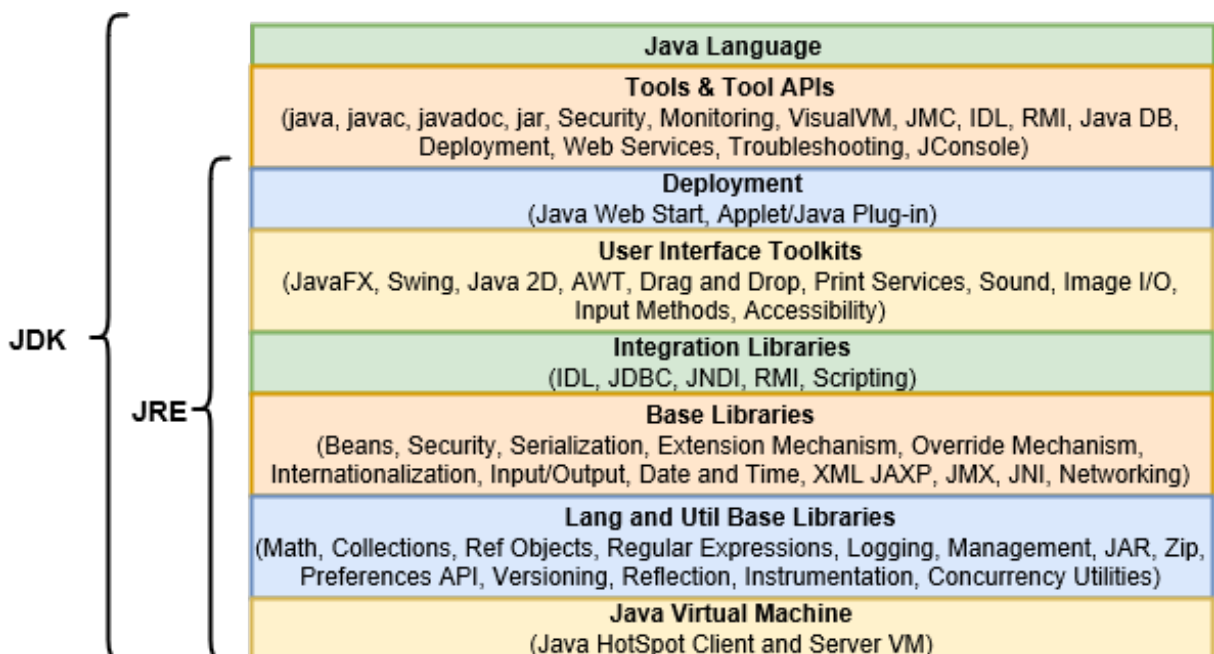 Java Language
Tools & Tool APIs
(java, javac, javadoc, jar, Security, Monitoring, VisualVM, JMC, IDL, RMI, Java DB,
Deployment, Web Services, Troubleshooting, JConsole)
Deployment
(Java Web Start, Applet/Java Plug-in)
User Interface Toolkits
(JavaFX, Swing, Java 2D, AWT, Drag and Drop, Print Services, Sound, Image I/O,
Input Methods, Accessibility)
JDK
Integration Libraries
(IDL, JDBC, JNDI, RMI, Scripting)
JRE
Base Libraries
(Beans, Security, Serialization, Extension Mechanism, Override Mechanism,
Internationalization, Input/Output, Date and Time, XML JAXP, JMX, JNI, Networking)
Lang and Util Base Libraries
(Math, Collections, Ref Objects, Regular Expressions, Logging, Management, JAR, Zip,
Preferences API, Versioning, Reflection, Instrumentation, Concurrency Utilities)
Java Virtual Machine
(Java HotSpot Client and Server VM)